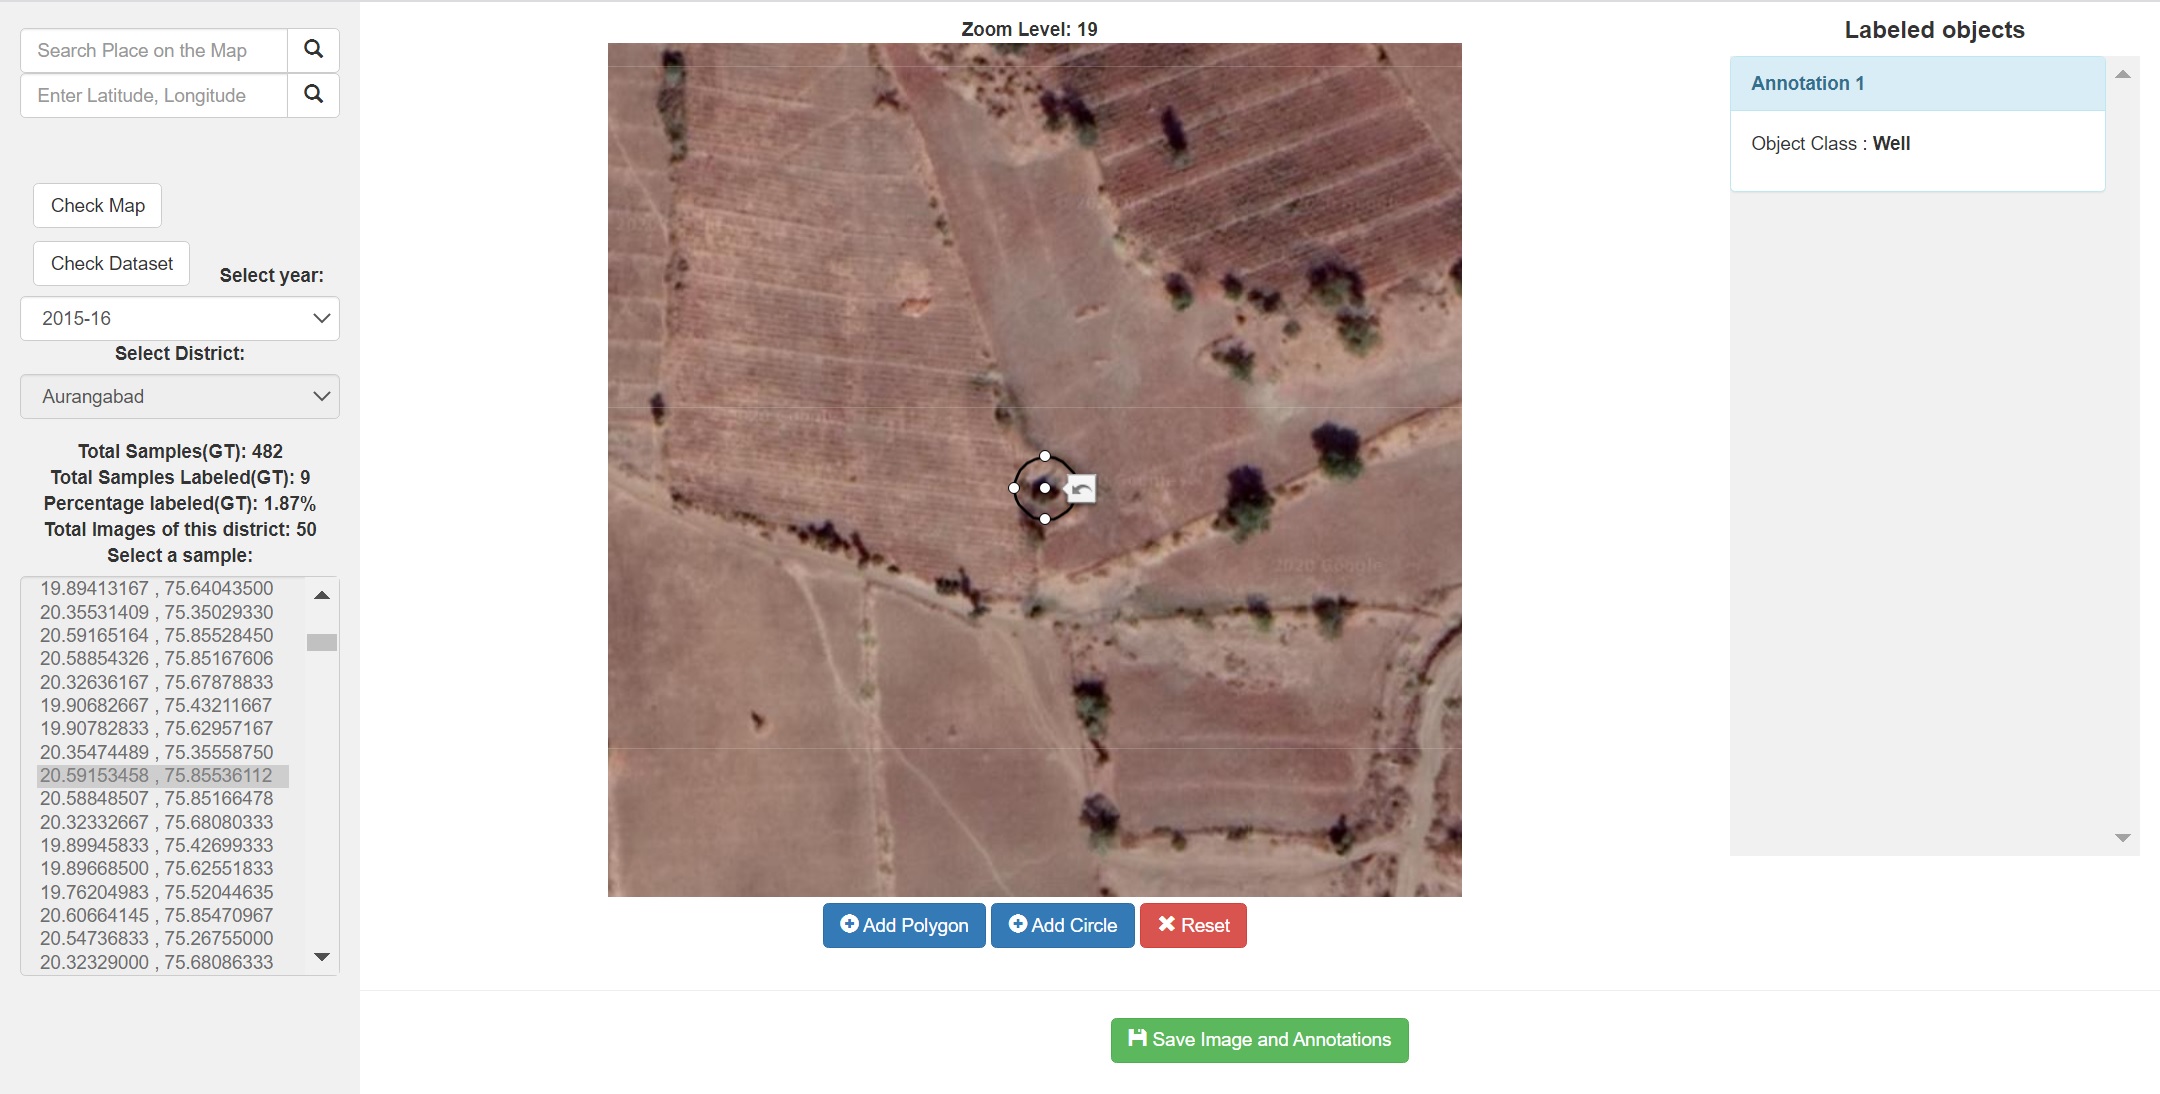 Search Place on the Map
Enter Latitude, Longitude
Check Map
Check Dataset
Select year:
2015-16
Select District:
Aurangabad
Total Samples(GT): 482
Total Samples Labeled(GT): 9
Percentage labeled(GT): 1.87%
Total Images of this district: 50
Select a sample:
19.89413167 , 75.64043500
20.35531409 , 75.35029330
20.59165164 , 75.85528450
20.58854326 , 75.85167606
20.32636167 , 75.67878833
19.90682667 , 75.43211667
19.90782833 , 75.62957167
20.35474489 , 75.35558750
20.59153458 , 75.85536112
20.58848507 , 75.85166478
20.32332667 , 75.68080333
19.89945833 , 75.42699333
19.89668500 , 75.62551833
19.76204983 , 75.52044635
20.60664145 , 75.85470967
20.54736833 , 75.26755000
20.32329000 , 75.68086333
Zoom Level: 19
2020 Google
Add Polygon
Add Circle
Reset
Save Image and Annotations
Labeled objects
Annotation 1
Object Class : Well